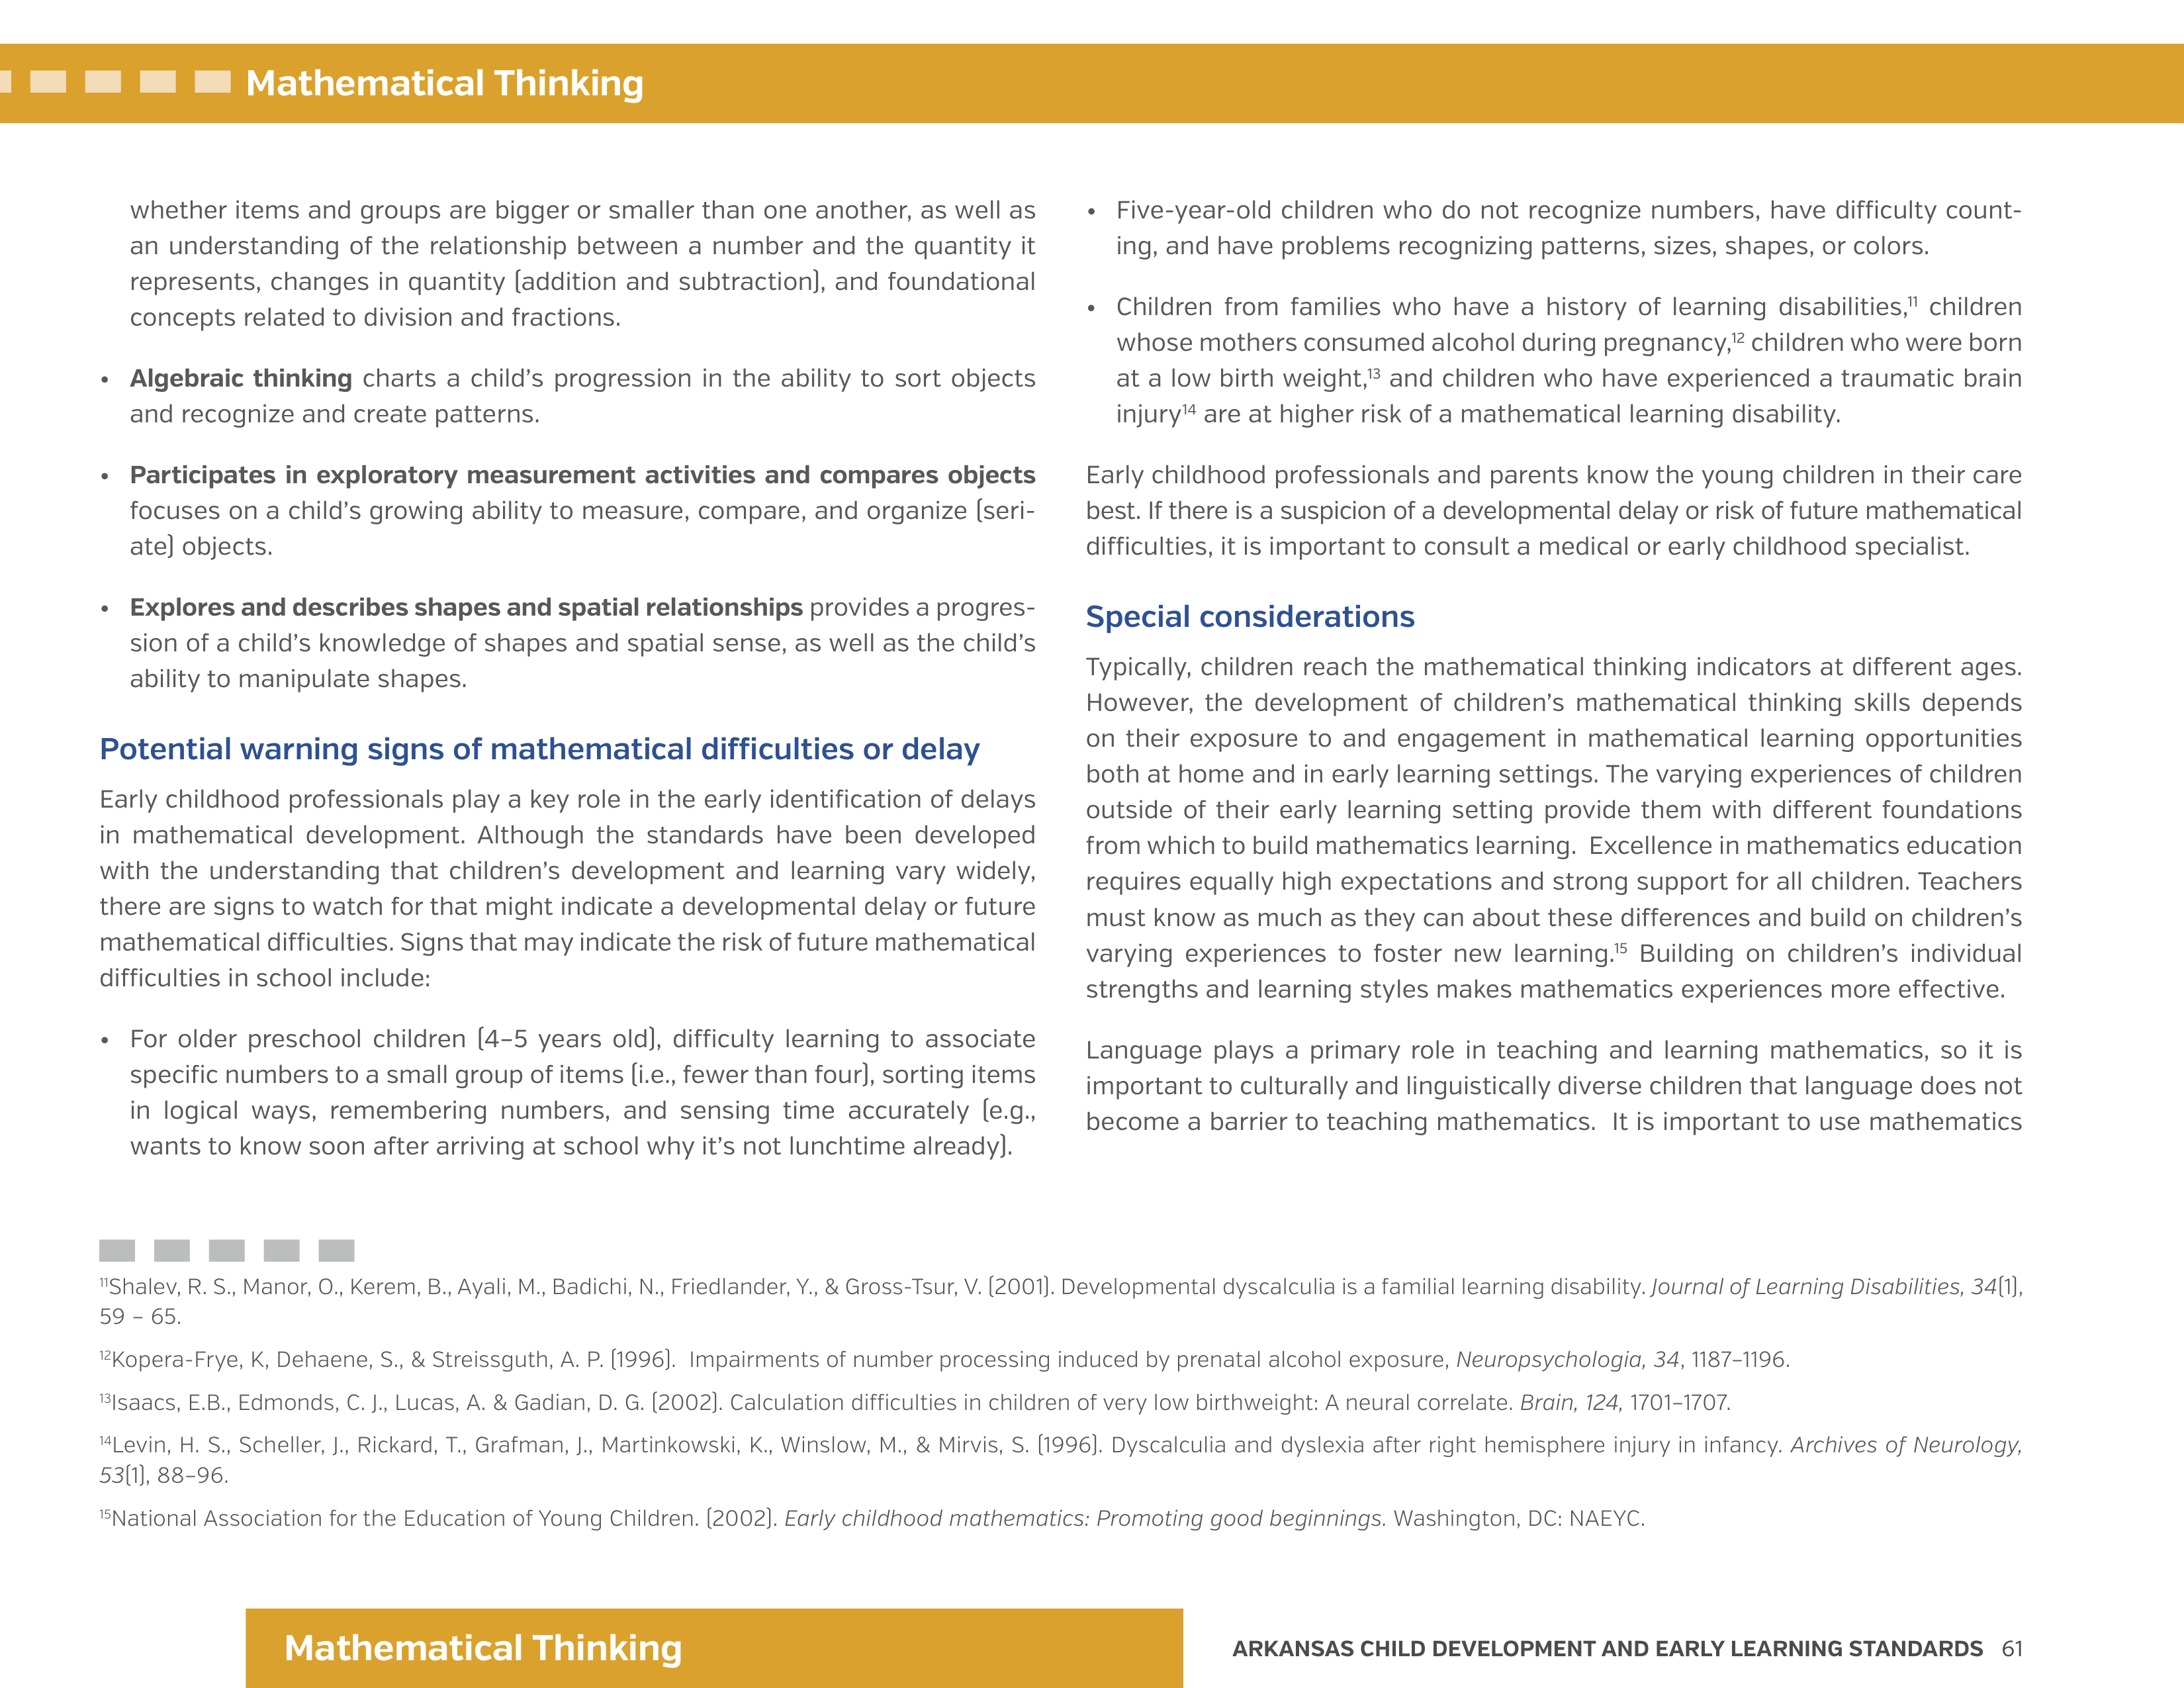 Mathematical Thinking
whether items and groups are bigger or smaller than one another, as well as
an understanding of the relationship between a number and the quantity it
represents, changes in quantity (addition and subtraction), and foundational
concepts related to division and fractions.
• Algebraic thinking charts a child’s progression in the ability to sort objects
and recognize and create patterns.
• Participates in exploratory measurement activities and compares objects
focuses on a child’s growing ability to measure, compare, and organize (seri-
ate) objects.
• Explores and describes shapes and spatial relationships provides a progres-
sion of a child’s knowledge of shapes and spatial sense, as well as the child’s
ability to manipulate shapes.
Potential warning signs of mathematical difficulties or delay
Early childhood professionals play a key role in the early identification of delays
in mathematical development. Although the standards have been developed
with the understanding that children’s development and learning vary widely,
there are signs to watch for that might indicate a developmental delay or future
mathematical difficulties. Signs that may indicate the risk of future mathematical
difficulties in school include:
• For older preschool children (4–5 years old), difficulty learning to associate
specific numbers to a small group of items (i.e., fewer than four), sorting items
in logical ways, remembering numbers, and sensing time accurately (e.g.,
wants to know soon after arriving at school why it’s not lunchtime already).
• Five-year-old children who do not recognize numbers, have difficulty count-
ing, and have problems recognizing patterns, sizes, shapes, or colors.
• Children from families who have a history of learning disabilities,11 children
whose mothers consumed alcohol during pregnancy,12 children who were born
at a low birth weight,13 and children who have experienced a traumatic brain
injury14 are at higher risk of a mathematical learning disability.
Early childhood professionals and parents know the young children in their care
best. If there is a suspicion of a developmental delay or risk of future mathematical
difficulties, it is important to consult a medical or early childhood specialist.
Special considerations
Typically, children reach the mathematical thinking indicators at different ages.
However, the development of children’s mathematical thinking skills depends
on their exposure to and engagement in mathematical learning opportunities
both at home and in early learning settings. The varying experiences of children
outside of their early learning setting provide them with different foundations
from which to build mathematics learning.  Excellence in mathematics education
requires equally high expectations and strong support for all children. Teachers
must know as much as they can about these differences and build on children’s
varying experiences to foster new learning.15 Building on children’s individual
strengths and learning styles makes mathematics experiences more effective.
Language plays a primary role in teaching and learning mathematics, so it is
important to culturally and linguistically diverse children that language does not
become a barrier to teaching mathematics.  It is important to use mathematics
11Shalev, R. S., Manor, O., Kerem, B., Ayali, M., Badichi, N., Friedlander, Y., & Gross-Tsur, V. (2001). Developmental dyscalculia is a familial learning disability. Journal of Learning Disabilities, 34(1),
59 – 65.
12Kopera-Frye, K, Dehaene, S., & Streissguth, A. P. (1996).  Impairments of number processing induced by prenatal alcohol exposure, Neuropsychologia, 34, 1187–1196.
13Isaacs, E.B., Edmonds, C. J., Lucas, A. & Gadian, D. G. (2002). Calculation difficulties in children of very low birthweight: A neural correlate. Brain, 124, 1701–1707.
14Levin, H. S., Scheller, J., Rickard, T., Grafman, J., Martinkowski, K., Winslow, M., & Mirvis, S. (1996). Dyscalculia and dyslexia after right hemisphere injury in infancy. Archives of Neurology,
53(1), 88–96.
15National Association for the Education of Young Children. (2002). Early childhood mathematics: Promoting good beginnings. Washington, DC: NAEYC.
Mathematical Thinking
ARKANSAS CHILD DEVELOPMENT AND EARLY LEARNING STANDARDS 61